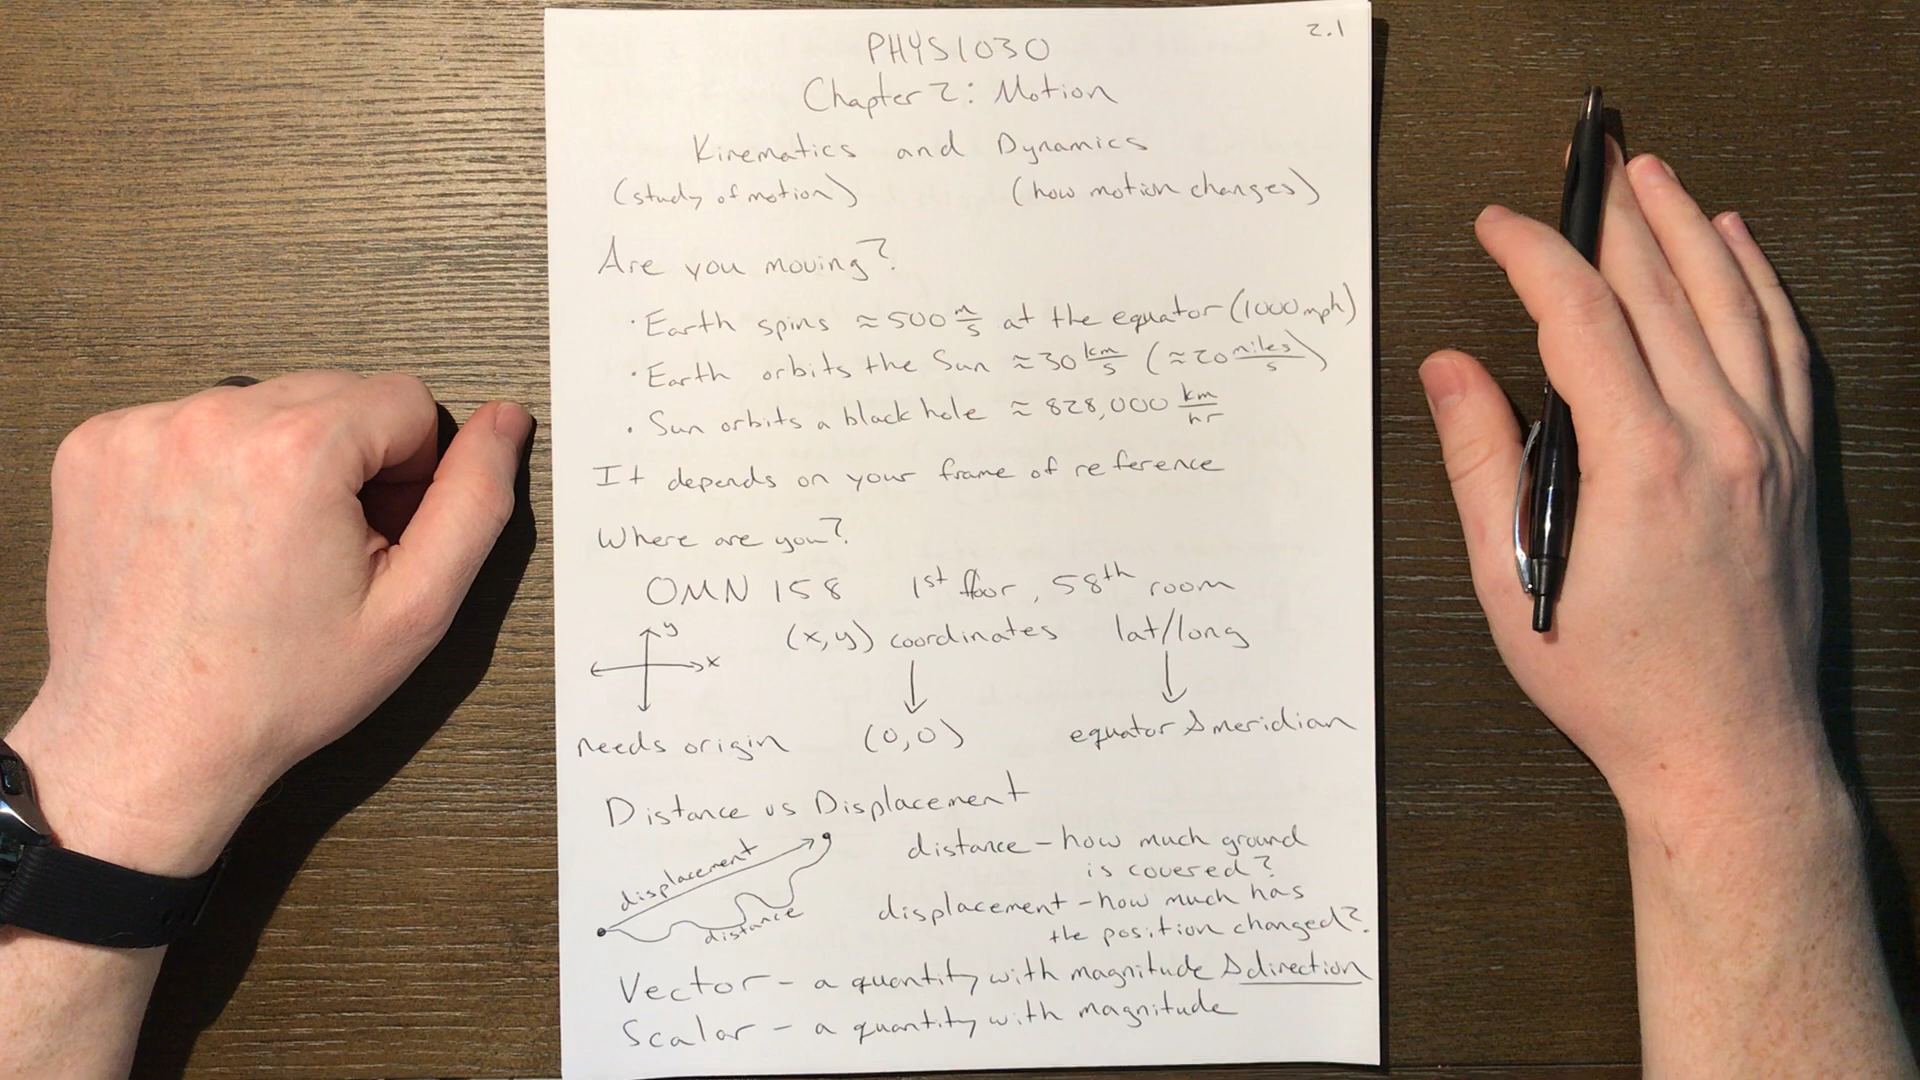 2.1
PHYS1030
Chapter 2: Motion
Kinematics and Dynamics
(study of motion) (how motion changes)
Are you moving?
· Earth spins ≈ 500 m/s at the equator (1000 mph)
· Earth orbits the Sun ≈ 30 km/s (≈ 20 miles/s)
· Sun orbits a black hole ≈ 828,000 km/hr
It depends on your frame of reference
Where are you?
OMN 158 1st floor, 58th room
y
x
(x,y) coordinates lat/long
needs origin (0,0) equator & meridian
Distance vs Displacement
displacement
distance
distance - how much ground
is covered?
displacement - how much has
the position changed?
Vector - a quantity with magnitude & direction
Scalar - a quantity with magnitude